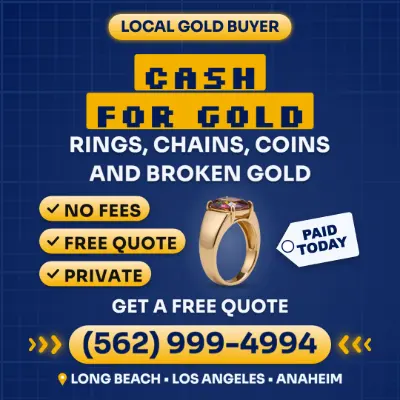 LOCAL GOLD BUYER
CASH
FOR GOLD
RINGS, CHAINS, COINS
AND BROKEN GOLD
NO FEES
FREE QUOTE
PRIVATE
PAID
TODAY
GET A FREE QUOTE
(562) 999-4994
LONG BEACH • LOS ANGELES • ANAHEIM